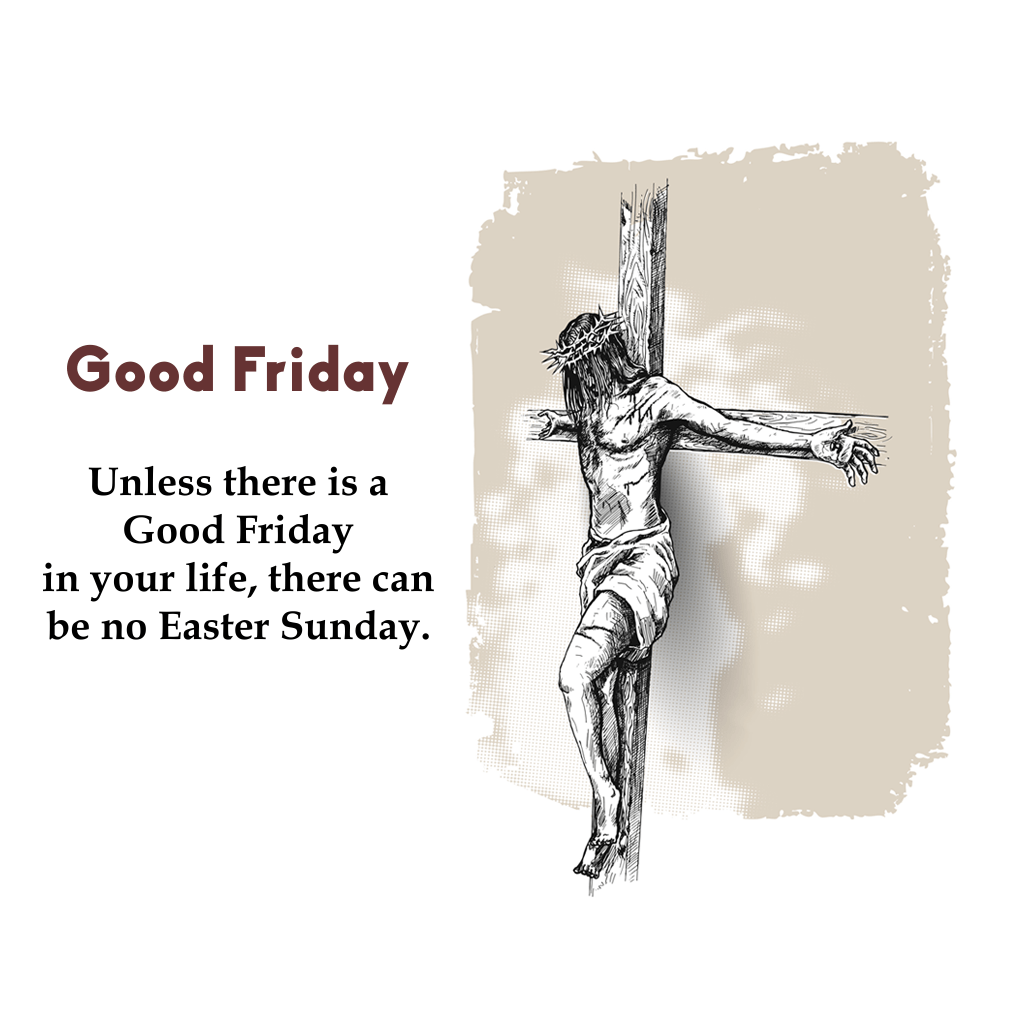 Good Friday
Unless there is a
Good Friday
in your life, there can
be no Easter Sunday.